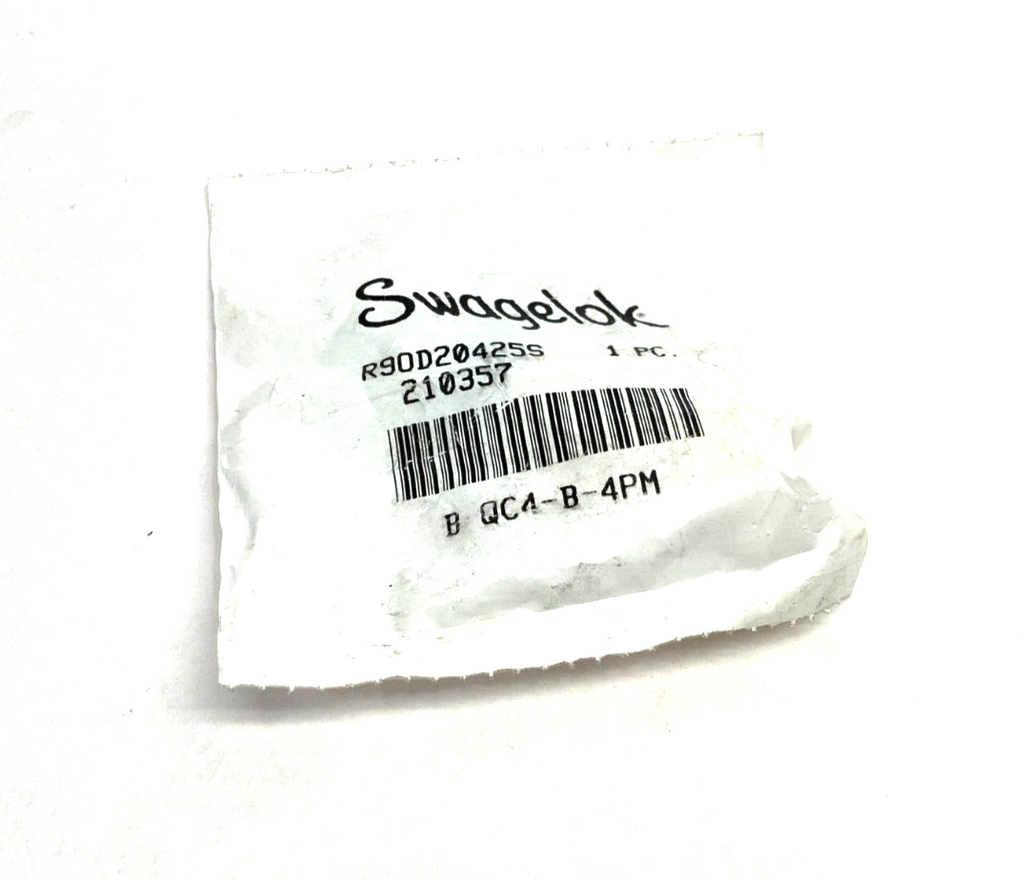 Swagelok
R90D20425S 1 PC.
210357
B QC4-B-4PM